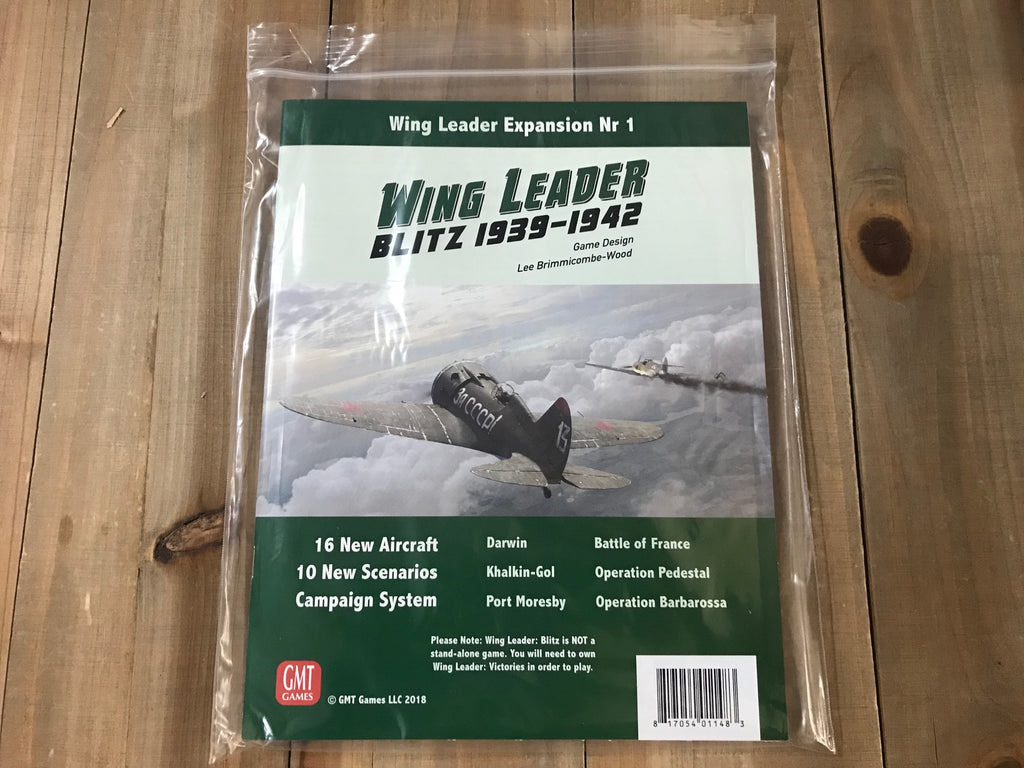 Wing Leader Expansion Nr 1
WING LEADER
BLITZ 1939–1942
Game Design
Lee Brimmicombe-Wood
За СССР!
13
16 New Aircraft
10 New Scenarios
Campaign System
Darwin
Khalkin-Gol
Port Moresby
Battle of France
Operation Pedestal
Operation Barbarossa
Please Note: Wing Leader: Blitz is NOT a
stand-alone game. You will need to own
Wing Leader: Victories in order to play.
GMT
GAMES
© GMT Games LLC 2018
8 17054 01148 3